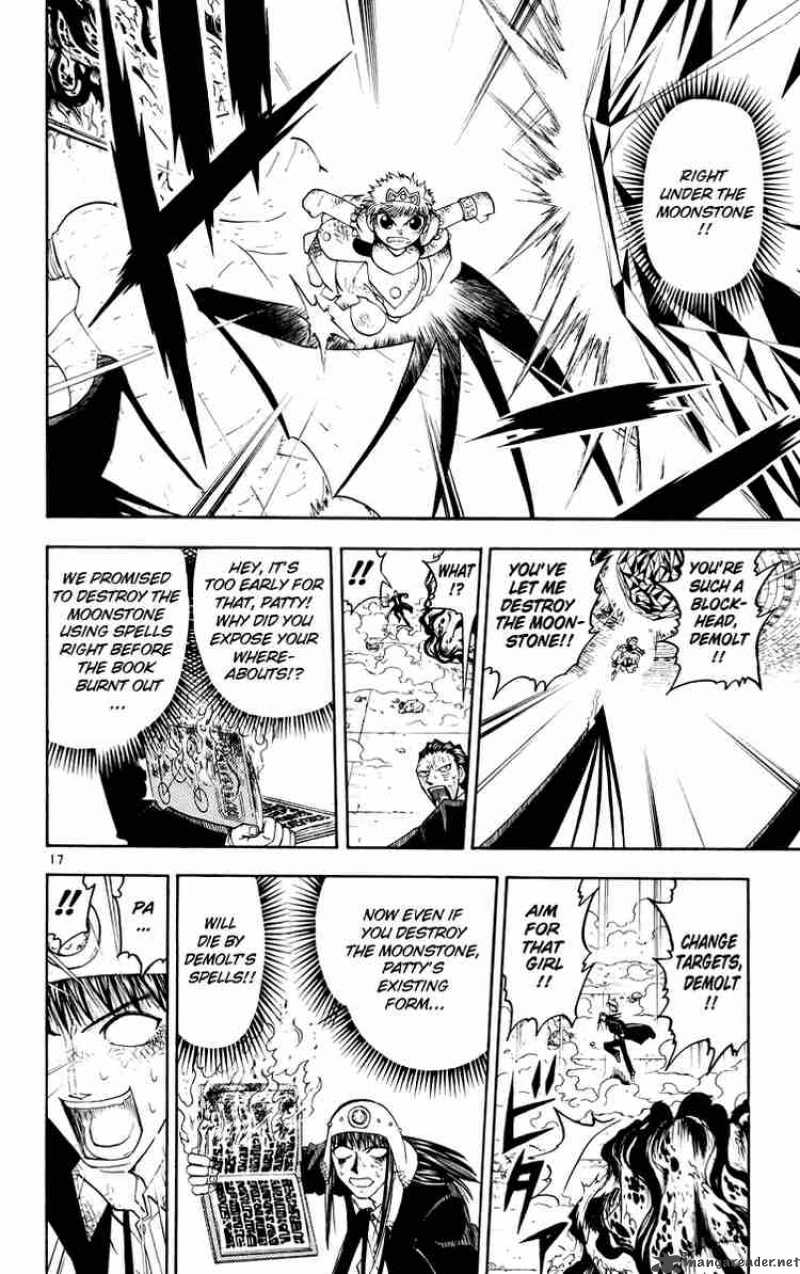 RIGHT
UNDER THE
MOONSTONE
!!
YOU'RE
SUCH A
BLOCK-
HEAD,
DEMOLT
!!
YOU'VE
LET ME
DESTROY
THE MOON-
STONE!!
WHAT
!?
!!
HEY, IT'S
TOO EARLY FOR
THAT, PATTY!
WHY DID YOU
EXPOSE YOUR
WHERE-
ABOUTS!?
WE PROMISED
TO DESTROY THE
MOONSTONE
USING SPELLS
RIGHT BEFORE
THE BOOK
BURNT OUT
...
17
CHANGE
TARGETS,
DEMOLT
!!
AIM
FOR
THAT
GIRL
!!
NOW EVEN IF
YOU DESTROY
THE MOONSTONE,
PATTY'S
EXISTING
FORM...
WILL
DIE BY
DEMOLT'S
SPELLS!!
PA
...
!!
mangareader.net